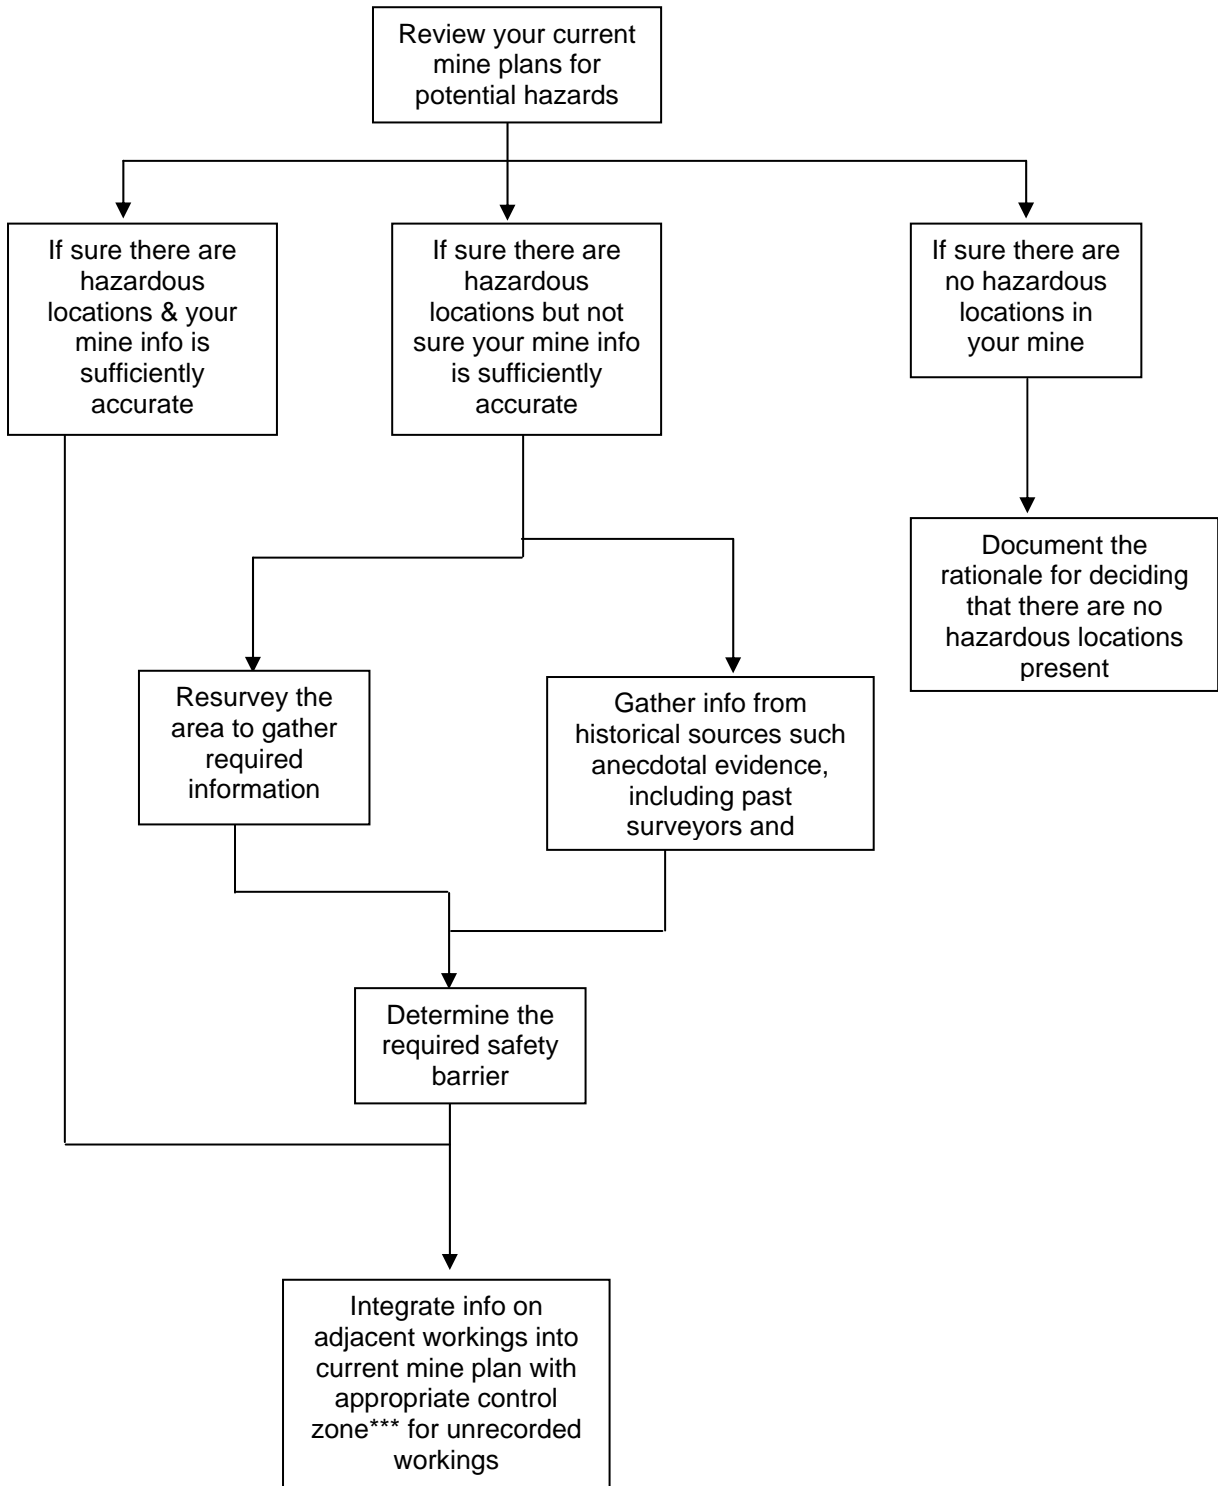 Review your current
mine plans for
potential hazards
If sure there are
hazardous
locations & your
mine info is
sufficiently
accurate
If sure there are
hazardous
locations but not
sure your mine info
is sufficiently
accurate
If sure there are
no hazardous
locations in
your mine
Document the
rationale for deciding
that there are no
hazardous locations
present
Resurvey the
area to gather
required
information
Gather info from
historical sources such
anecdotal evidence,
including past
surveyors and
Determine the
required safety
barrier
Integrate info on
adjacent workings into
current mine plan with
appropriate control
zone*** for unrecorded
workings